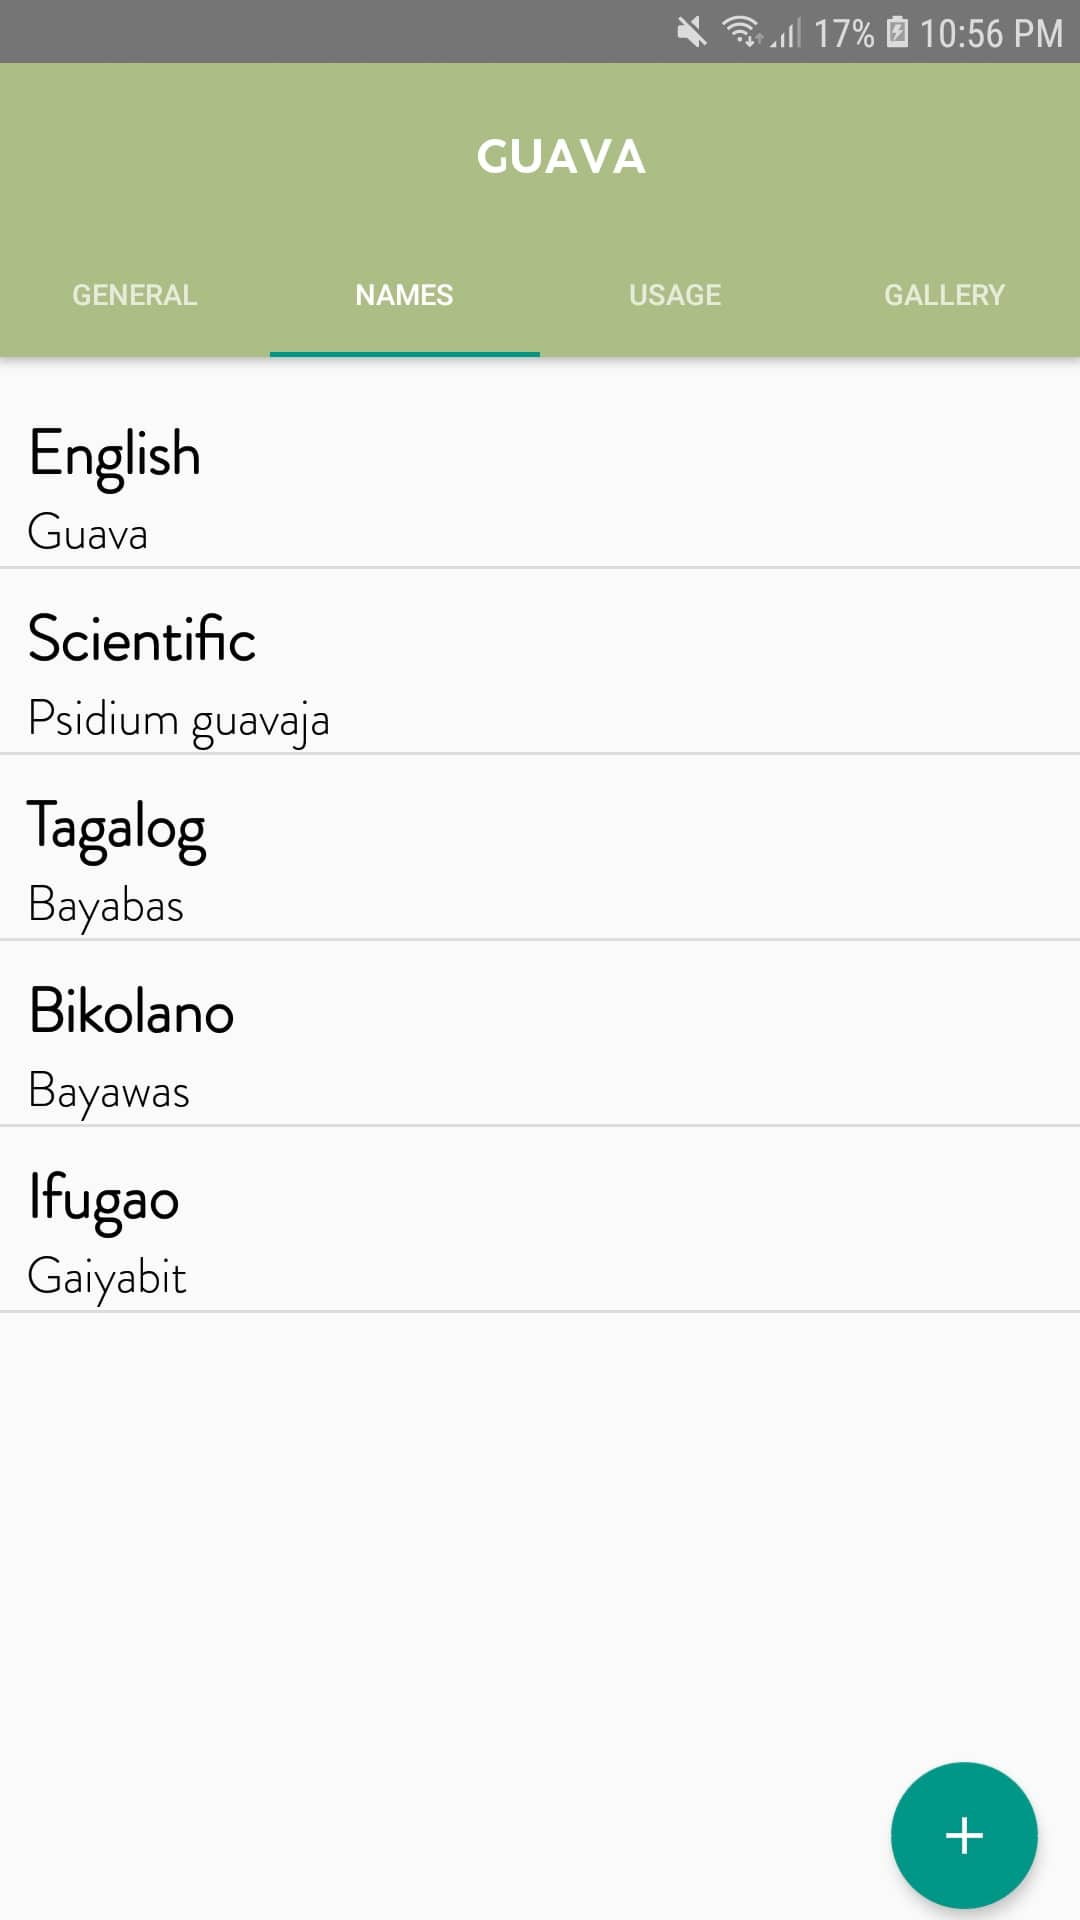 17% 10:56 PM
GUAVA
GENERAL NAMES USAGE GALLERY
English
Guava
Scientific
Psidium guavaja
Tagalog
Bayabas
Bikolano
Bayawas
Ifugao
Gaiyabit
+